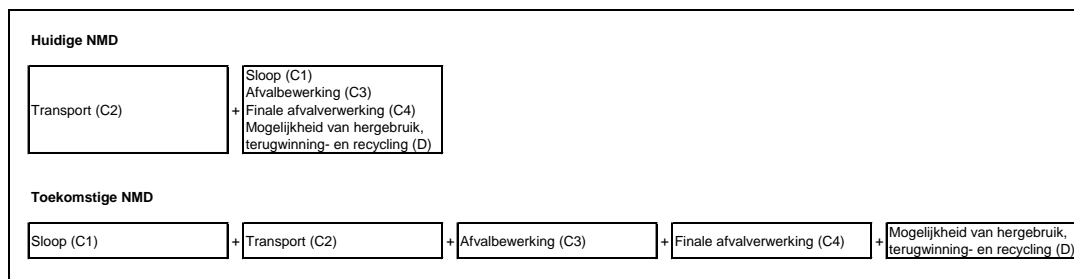 Huidige NMD
Transport (C2)
+
Sloop (C1)
Afvalbewerking (C3)
Finale afvalverwerking (C4)
Mogelijkheid van hergebruik,
terugwinning- en recycling (D)
Toekomstige NMD
Sloop (C1)
+
Transport (C2)
+
Afvalbewerking (C3)
+
Finale afvalverwerking (C4)
+
Mogelijkheid van hergebruik,
terugwinning- en recycling (D)